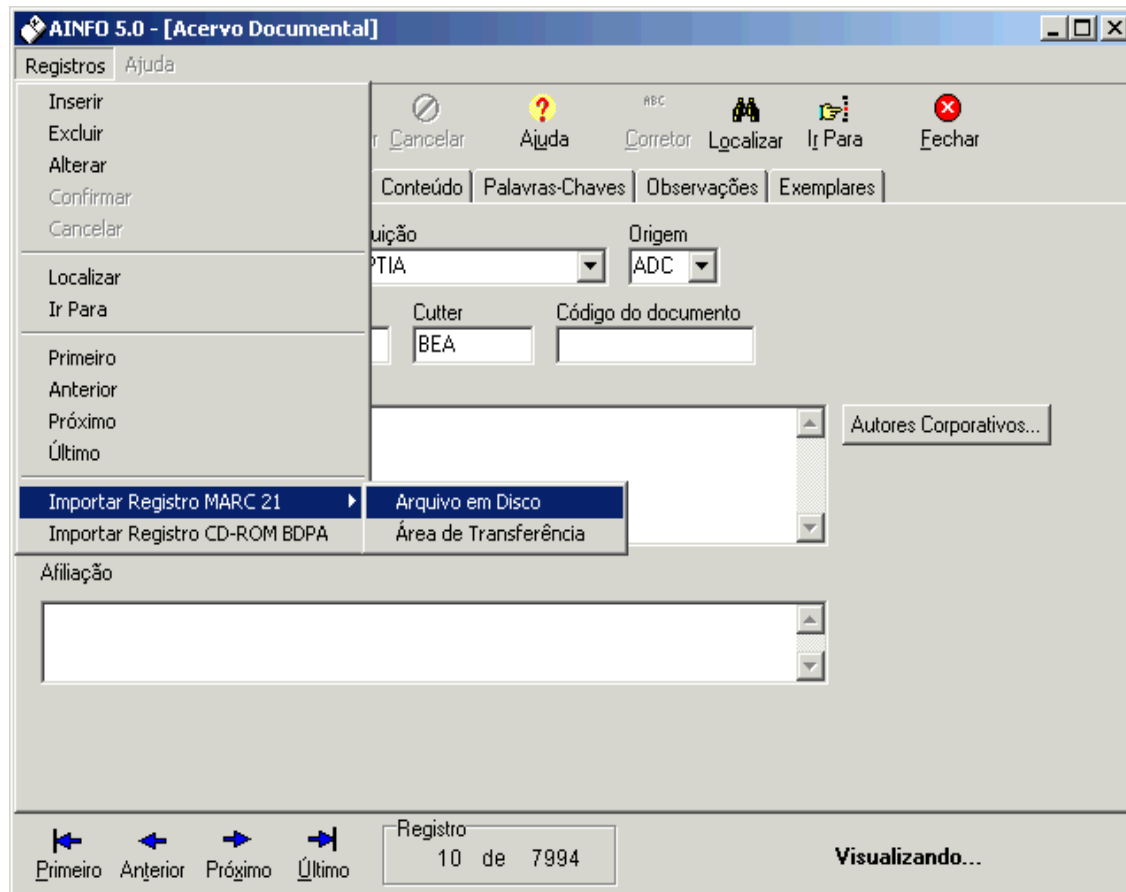 AINFO 5.0 - [Acervo Documental]
Registros Ajuda
Inserir
Excluir
Alterar
Confirmar
Cancelar
Localizar
Ir Para
Primeiro
Anterior
Próximo
Último
Importar Registro MARC 21
Importar Registro CD-ROM BDPA
Arquivo em Disco
Área de Transferência
r Cancelar Ajuda ABC Corretor Localizar Ir Para Fechar
Conteúdo Palavras-Chaves Observações Exemplares
uição Origem
PTIA ADC
Cutter Código do documento
BEA
Autores Corporativos...
Afiliação
Primeiro Anterior Próximo Último
Registro
10 de 7994
Visualizando...